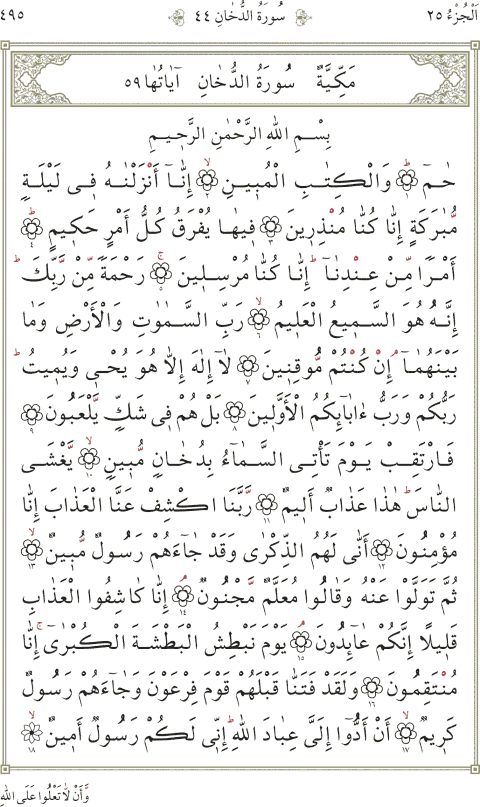 اَلْجُزْءُ ٢٥ سُورَةُ الدُّخَانِ ٤٤ ٤٩٥
مَكِّيَّةٌ سُورَةُ الدُّخَانِ آيَاتُهَا ٥٩
بِسْمِ اللهِ الرَّحْمٰنِ الرَّحِيمِ
حٰمٓ ۚ ١ وَالْكِتَابِ الْمُبِينِ ۙ ٢ إِنَّآ أَنْزَلْنَاهُ فِى لَيْلَةٍ
مُّبَارَكَةٍ إِنَّا كُنَّا مُنْذِرِينَ ٣ فِيهَا يُفْرَقُ كُلُّ أَمْرٍ حَكِيمٍ ۙ ٤
أَمْرًا مِّنْ عِنْدِنَآ ۚ إِنَّا كُنَّا مُرْسِلِينَ ۚ ٥ رَحْمَةً مِّنْ رَّبِّكَ ۚ
إِنَّهُ هُوَ السَّمِيعُ الْعَلِيمُ ۙ ٦ رَبِّ السَّمٰوَاتِ وَالْأَرْضِ وَمَا
بَيْنَهُمَآ ۘ إِنْ كُنْتُمْ مُّوقِنِينَ ٧ لَآ إِلٰهَ إِلَّا هُوَ يُحْيِى وَيُمِيتُ ۚ
رَبُّكُمْ وَرَبُّ ءَابَآئِكُمُ الْأَوَّلِينَ ٨ بَلْ هُمْ فِى شَكٍّ يَّلْعَبُونَ ٩
فَارْتَقِبْ يَوْمَ تَأْتِى السَّمَآءُ بِدُخَانٍ مُّبِينٍ ۙ ١٠ يَّغْشَى
النَّاسَ ۚ هٰذَا عَذَابٌ أَلِيمٌ ١١ رَّبَّنَا اكْشِفْ عَنَّا الْعَذَابَ إِنَّا
مُؤْمِنُونَ ١٢ أَنّٰى لَهُمُ الذِّكْرٰى وَقَدْ جَآءَهُمْ رَسُولٌ مُّبِينٌ ۙ ١٣
ثُمَّ تَوَلَّوْا عَنْهُ وَقَالُوا مُعَلَّمٌ مَّجْنُونٌ ۘ ١٤ إِنَّا كَاشِفُوا الْعَذَابِ
قَلِيلًا إِنَّكُمْ عَآئِدُونَ ۘ ١٥ يَوْمَ نَبْطِشُ الْبَطْشَةَ الْكُبْرٰى ۚ إِنَّا
مُنْتَقِمُونَ ١٦ وَلَقَدْ فَتَنَّا قَبْلَهُمْ قَوْمَ فِرْعَوْنَ وَجَآءَهُمْ رَسُولٌ
كَرِيمٌ ۙ ١٧ أَنْ أَدُّوٓا إِلَىَّ عِبَادَ اللهِ ۚ إِنِّى لَكُمْ رَسُولٌ أَمِينٌ ۙ ١٨
وَّأَنْ لَّا تَعْلُوا عَلَى اللهِ